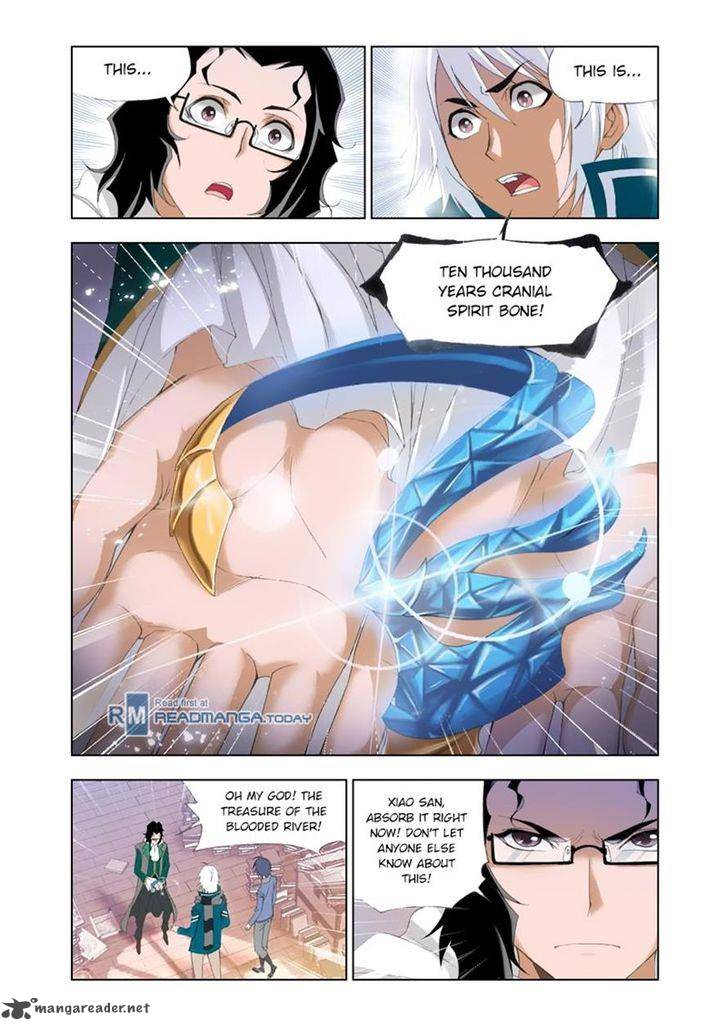 THIS...
THIS IS...
TEN THOUSAND
YEARS CRANIAL
SPIRIT BONE!
RM
Read first at
READMANGA.TODAY
OH MY GOD! THE
TREASURE OF THE
BLOODED RIVER!
XIAO SAN,
ABSORB IT RIGHT
NOW! DON'T LET
ANYONE ELSE
KNOW ABOUT
THIS!
mangareader.net